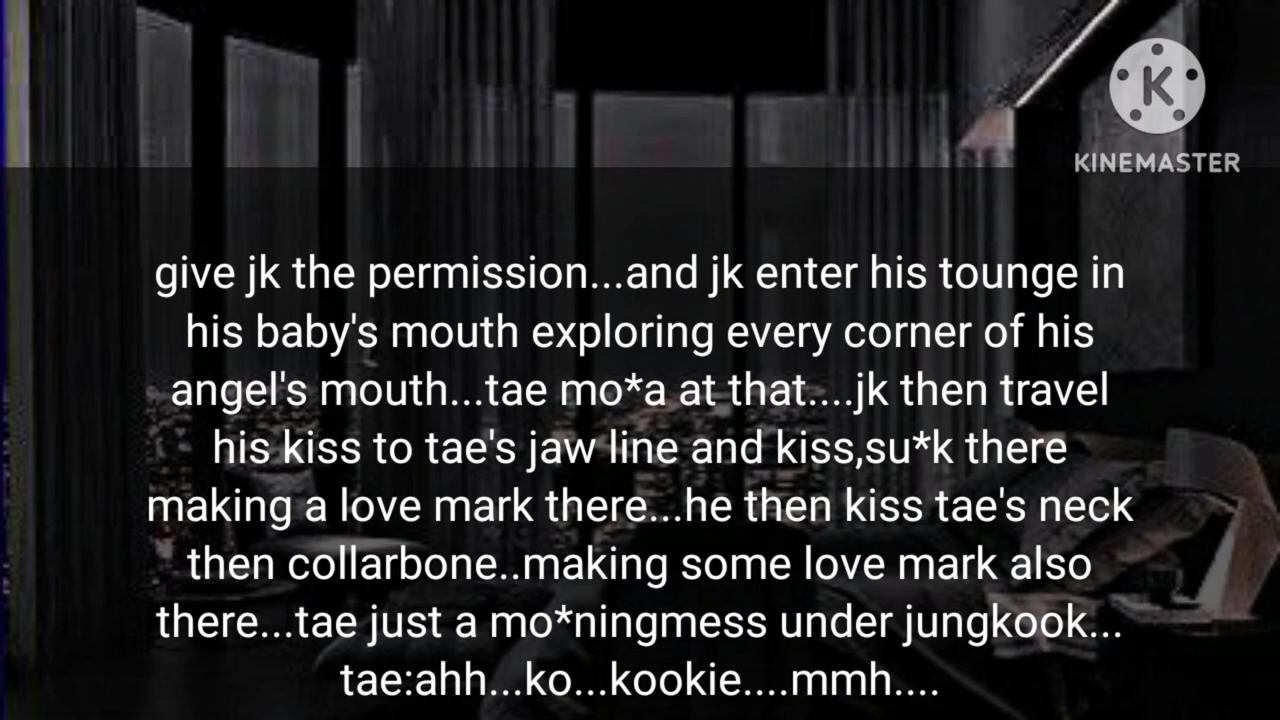 K
KINEMASTER
give jk the permission...and jk enter his tounge in
his baby's mouth exploring every corner of his
angel's mouth...tae mo*a at that....jk then travel
his kiss to tae's jaw line and kiss,su*k there
making a love mark there...he then kiss tae's neck
then collarbone..making some love mark also
there...tae just a mo*ningmess under jungkook...
tae:ahh...ko...kookie....mmh....